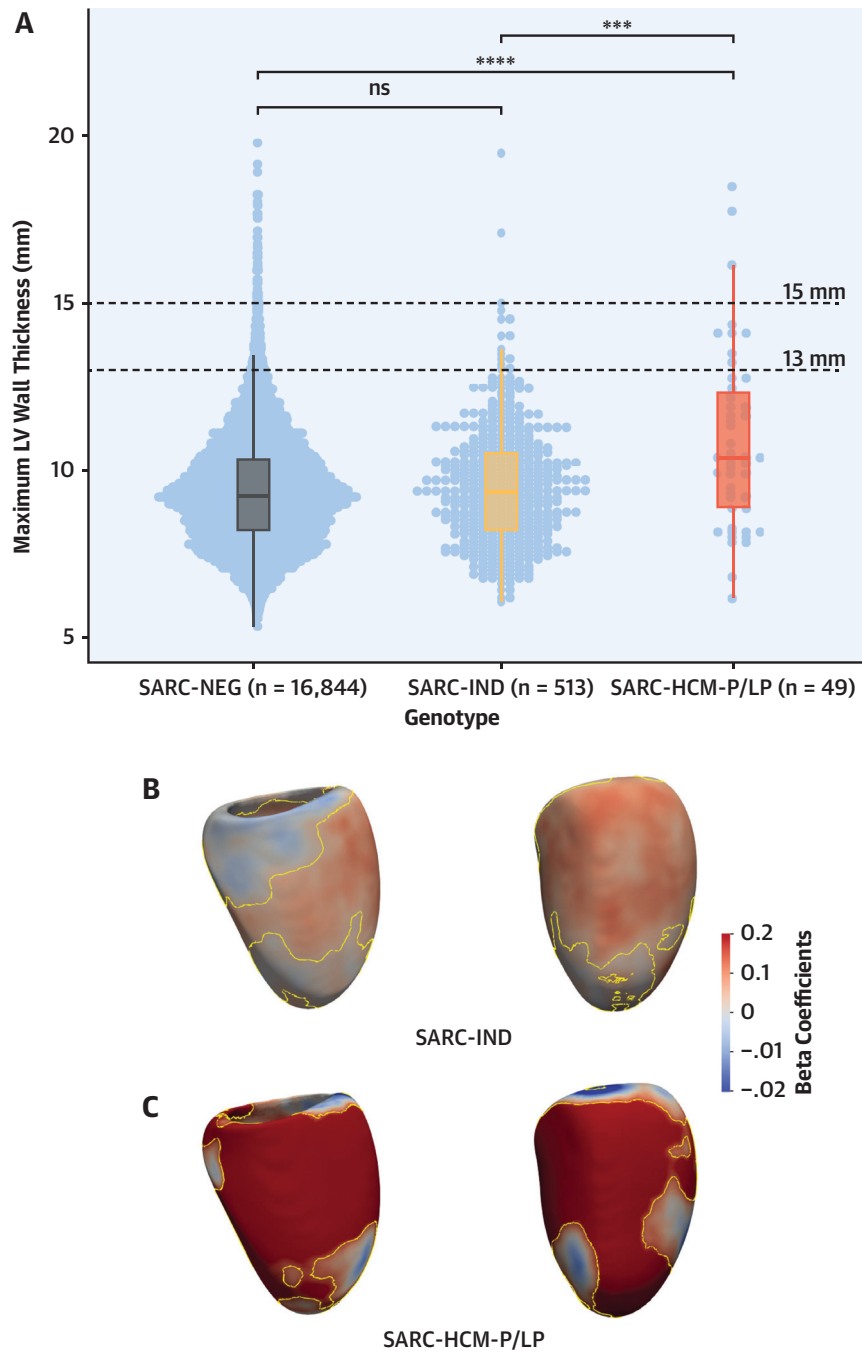 A
***
****
ns
Maximum LV Wall Thickness (mm)
20
15
10
5
15 mm
13 mm
SARC-NEG (n = 16,844) SARC-IND (n = 513) SARC-HCM-P/LP (n = 49)
Genotype
B
SARC-IND
0.2
0.1
0
−.01
−.02
Beta Coefficients
C
SARC-HCM-P/LP